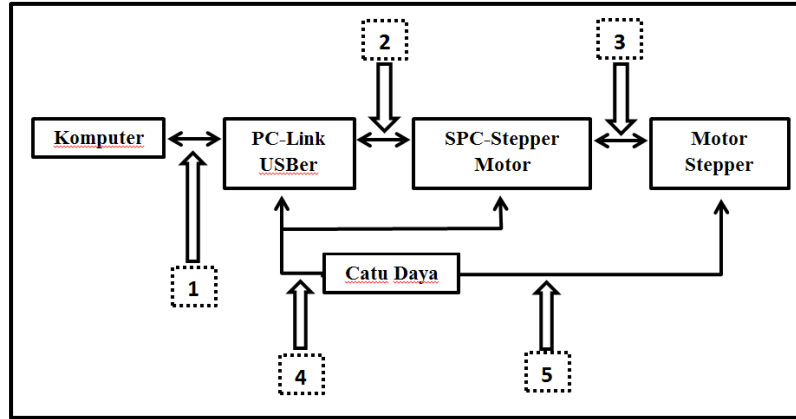 2
3
Komputer
PC-Link
USBer
SPC-Stepper
Motor
Motor
Stepper
Catu Daya
1
4
5